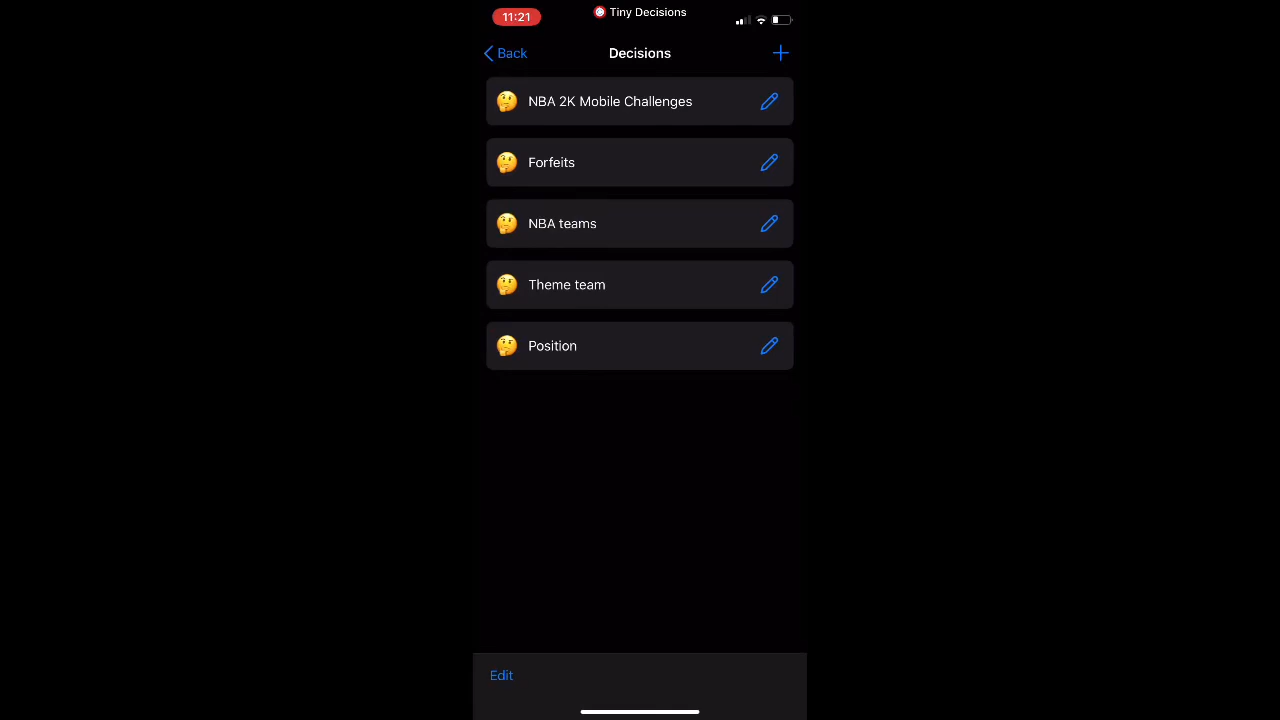 11:21
Tiny Decisions
Back
Decisions
NBA 2K Mobile Challenges
Forfeits
NBA teams
Theme team
Position
Edit